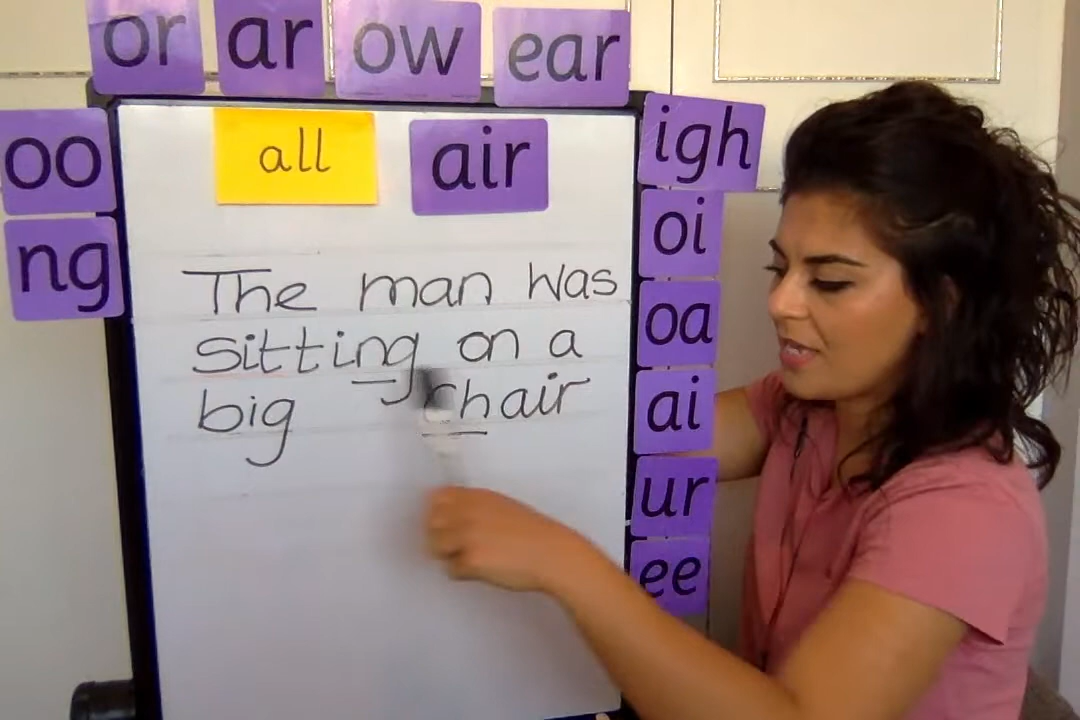 or ar ow ear
oo all air igh
ng oi
The man was
sitting on a
big chair
oa
ai
ur
ee